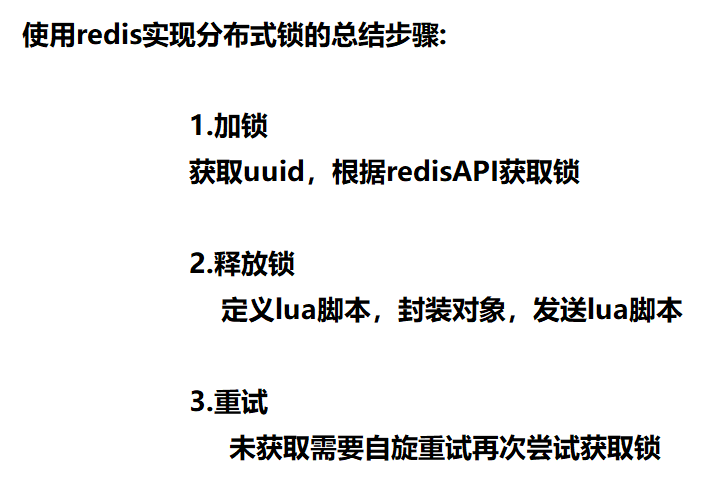 使用redis实现分布式锁的总结步骤:
1.加锁
获取uuid，根据redisAPI获取锁
2.释放锁
定义lua脚本，封装对象，发送lua脚本
3.重试
未获取需要自旋重试再次尝试获取锁